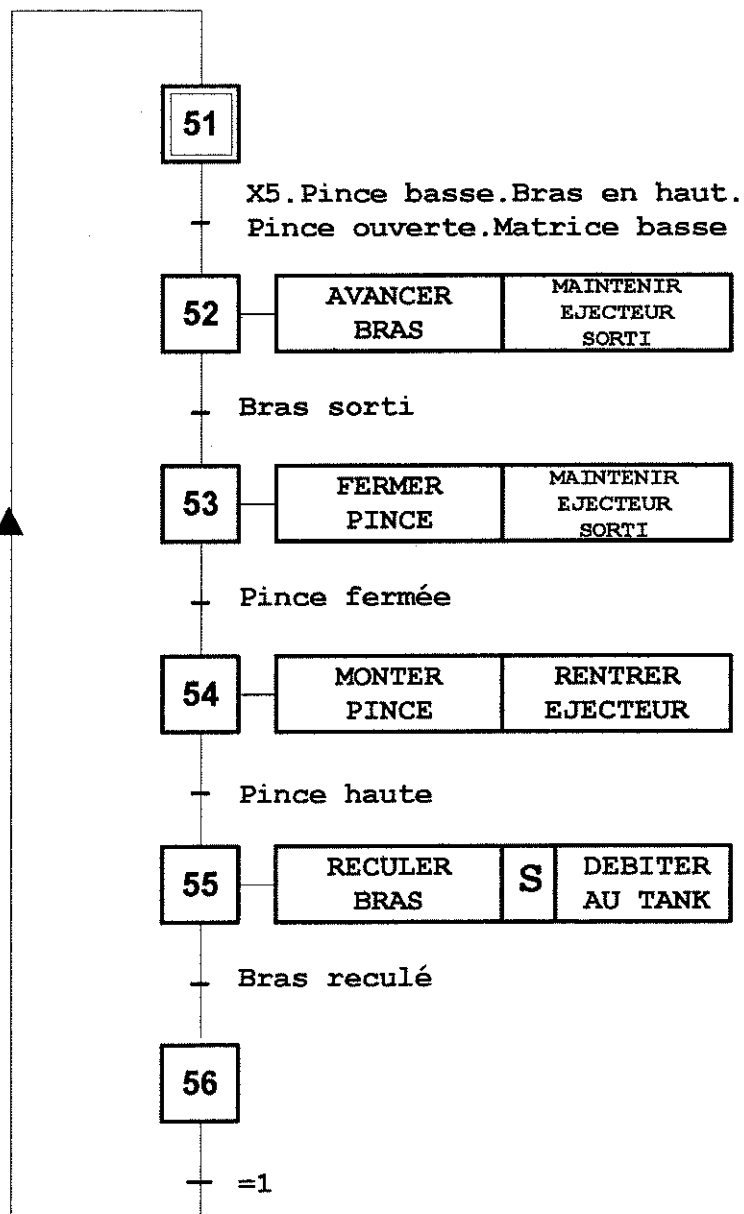 51
X5.Pince basse.Bras en haut.
Pince ouverte.Matrice basse
52
AVANCER
BRAS
MAINTENIR
EJECTEUR
SORTI
Bras sorti
53
FERMER
PINCE
MAINTENIR
EJECTEUR
SORTI
Pince fermée
54
MONTER
PINCE
RENTRER
EJECTEUR
Pince haute
55
RECULER
BRAS
S
DEBITER
AU TANK
Bras reculé
56
=1